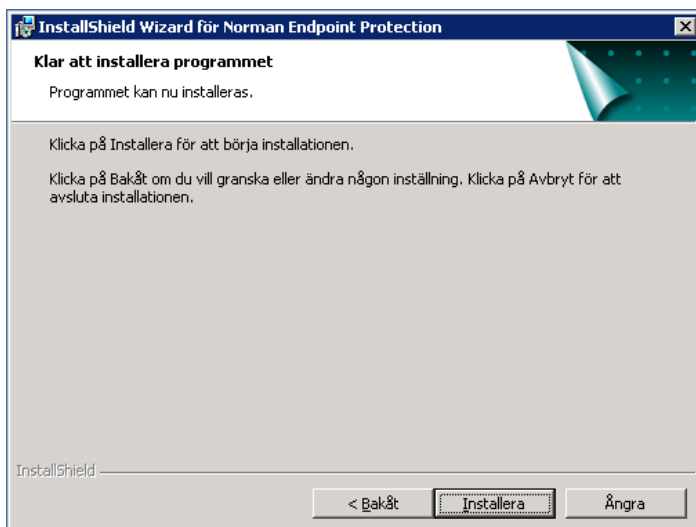 InstallShield Wizard för Norman Endpoint Protection
Klar att installera programmet
Programmet kan nu installeras.
Klicka på Installera för att börja installationen.
Klicka på Bakåt om du vill granska eller ändra någon inställning. Klicka på Avbryt för att
avsluta installationen.
InstallShield
< Bakåt
Installera
Ångra